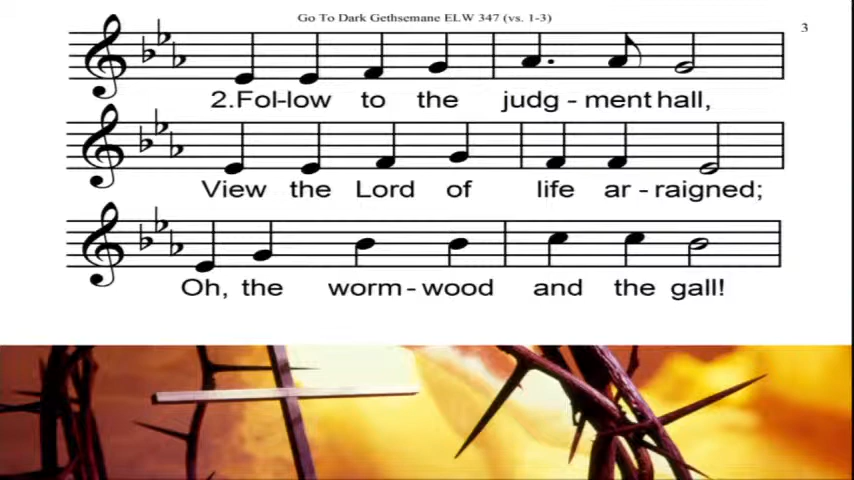 Go To Dark Gethsemane ELW 347 (vs. 1-3)
3
2.Fol-low to the judg - ment hall,
View the Lord of life ar - raigned;
Oh, the worm - wood and the gall!